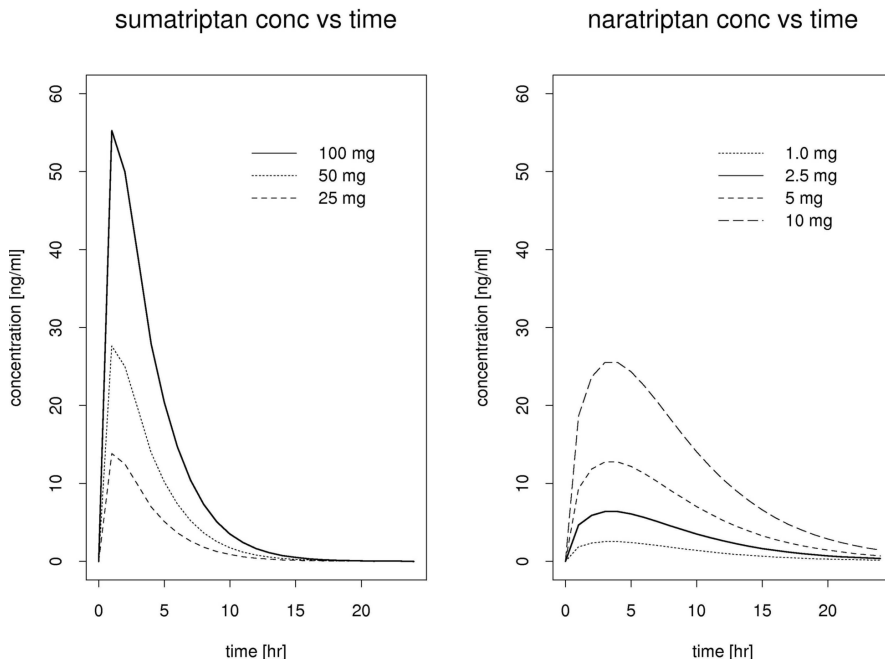 sumatriptan conc vs time
concentration [ng/ml]
60
50
40
30
20
10
0
100 mg
50 mg
25 mg
0 5 10 15 20
time [hr]
naratriptan conc vs time
concentration [ng/ml]
60
50
40
30
20
10
0
1.0 mg
2.5 mg
5 mg
10 mg
0 5 10 15 20
time [hr]